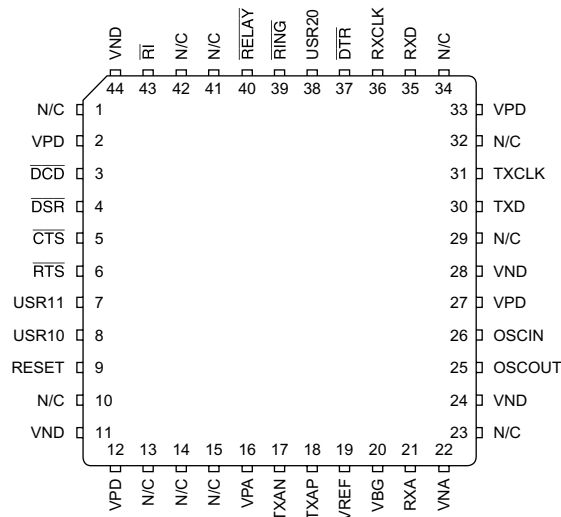 VND
RI
N/C
N/C
RELAY
RING
USR20
DTR
RXCLK
RXD
N/C
44 43 42 41 40 39 38 37 36 35 34
N/C 1
VPD 2
DCD 3
DSR 4
CTS 5
RTS 6
USR11 7
USR10 8
RESET 9
N/C 10
VND 11
33 VPD
32 N/C
31 TXCLK
30 TXD
29 N/C
28 VND
27 VPD
26 OSCIN
25 OSCOUT
24 VND
23 N/C
12 13 14 15 16 17 18 19 20 21 22
VPD
N/C
N/C
N/C
VPA
TXAN
TXAP
VREF
VBG
RXA
VNA